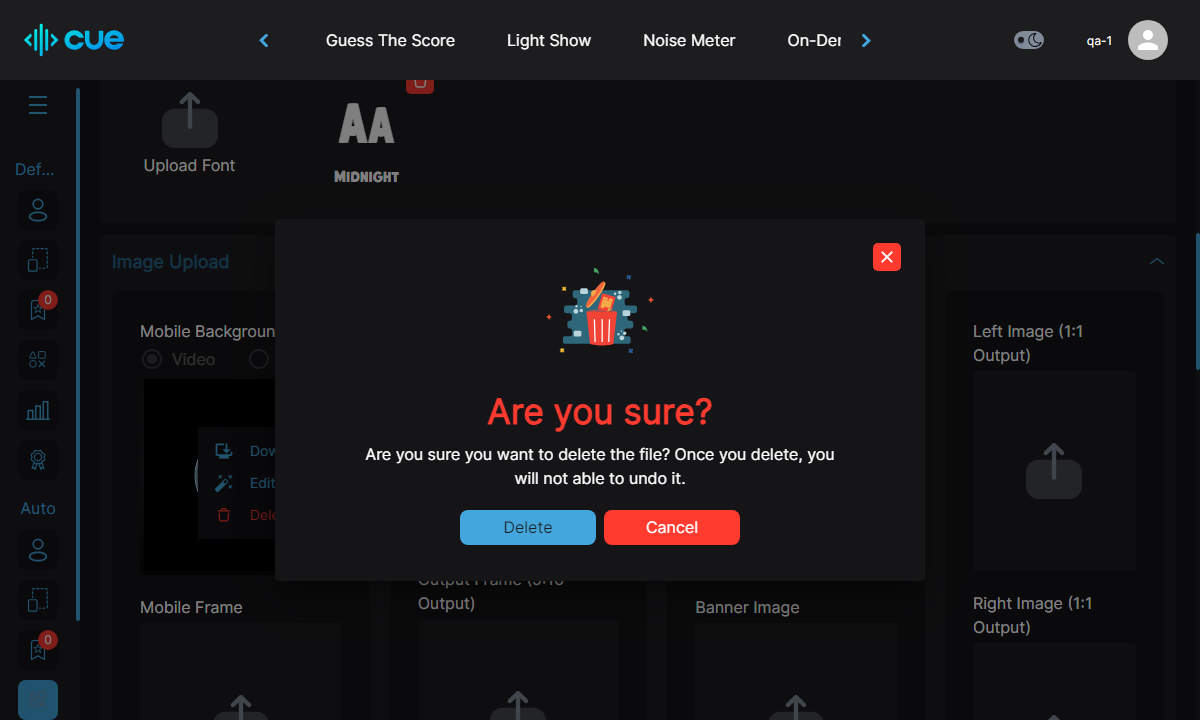 cue
Guess The Score
Light Show
Noise Meter
On-Der
qa-1
Def...
Upload Font
AA
MIDNIGHT
Image Upload
0
Mobile Backgroun
Video
Dow
Edit
Dele
Left Image (1:1
Output)
Are you sure?
Are you sure you want to delete the file? Once you delete, you
will not able to undo it.
Delete
Cancel
Auto
0
Mobile Frame
Output Frame (9:16
Output)
Banner Image
Right Image (1:1
Output)